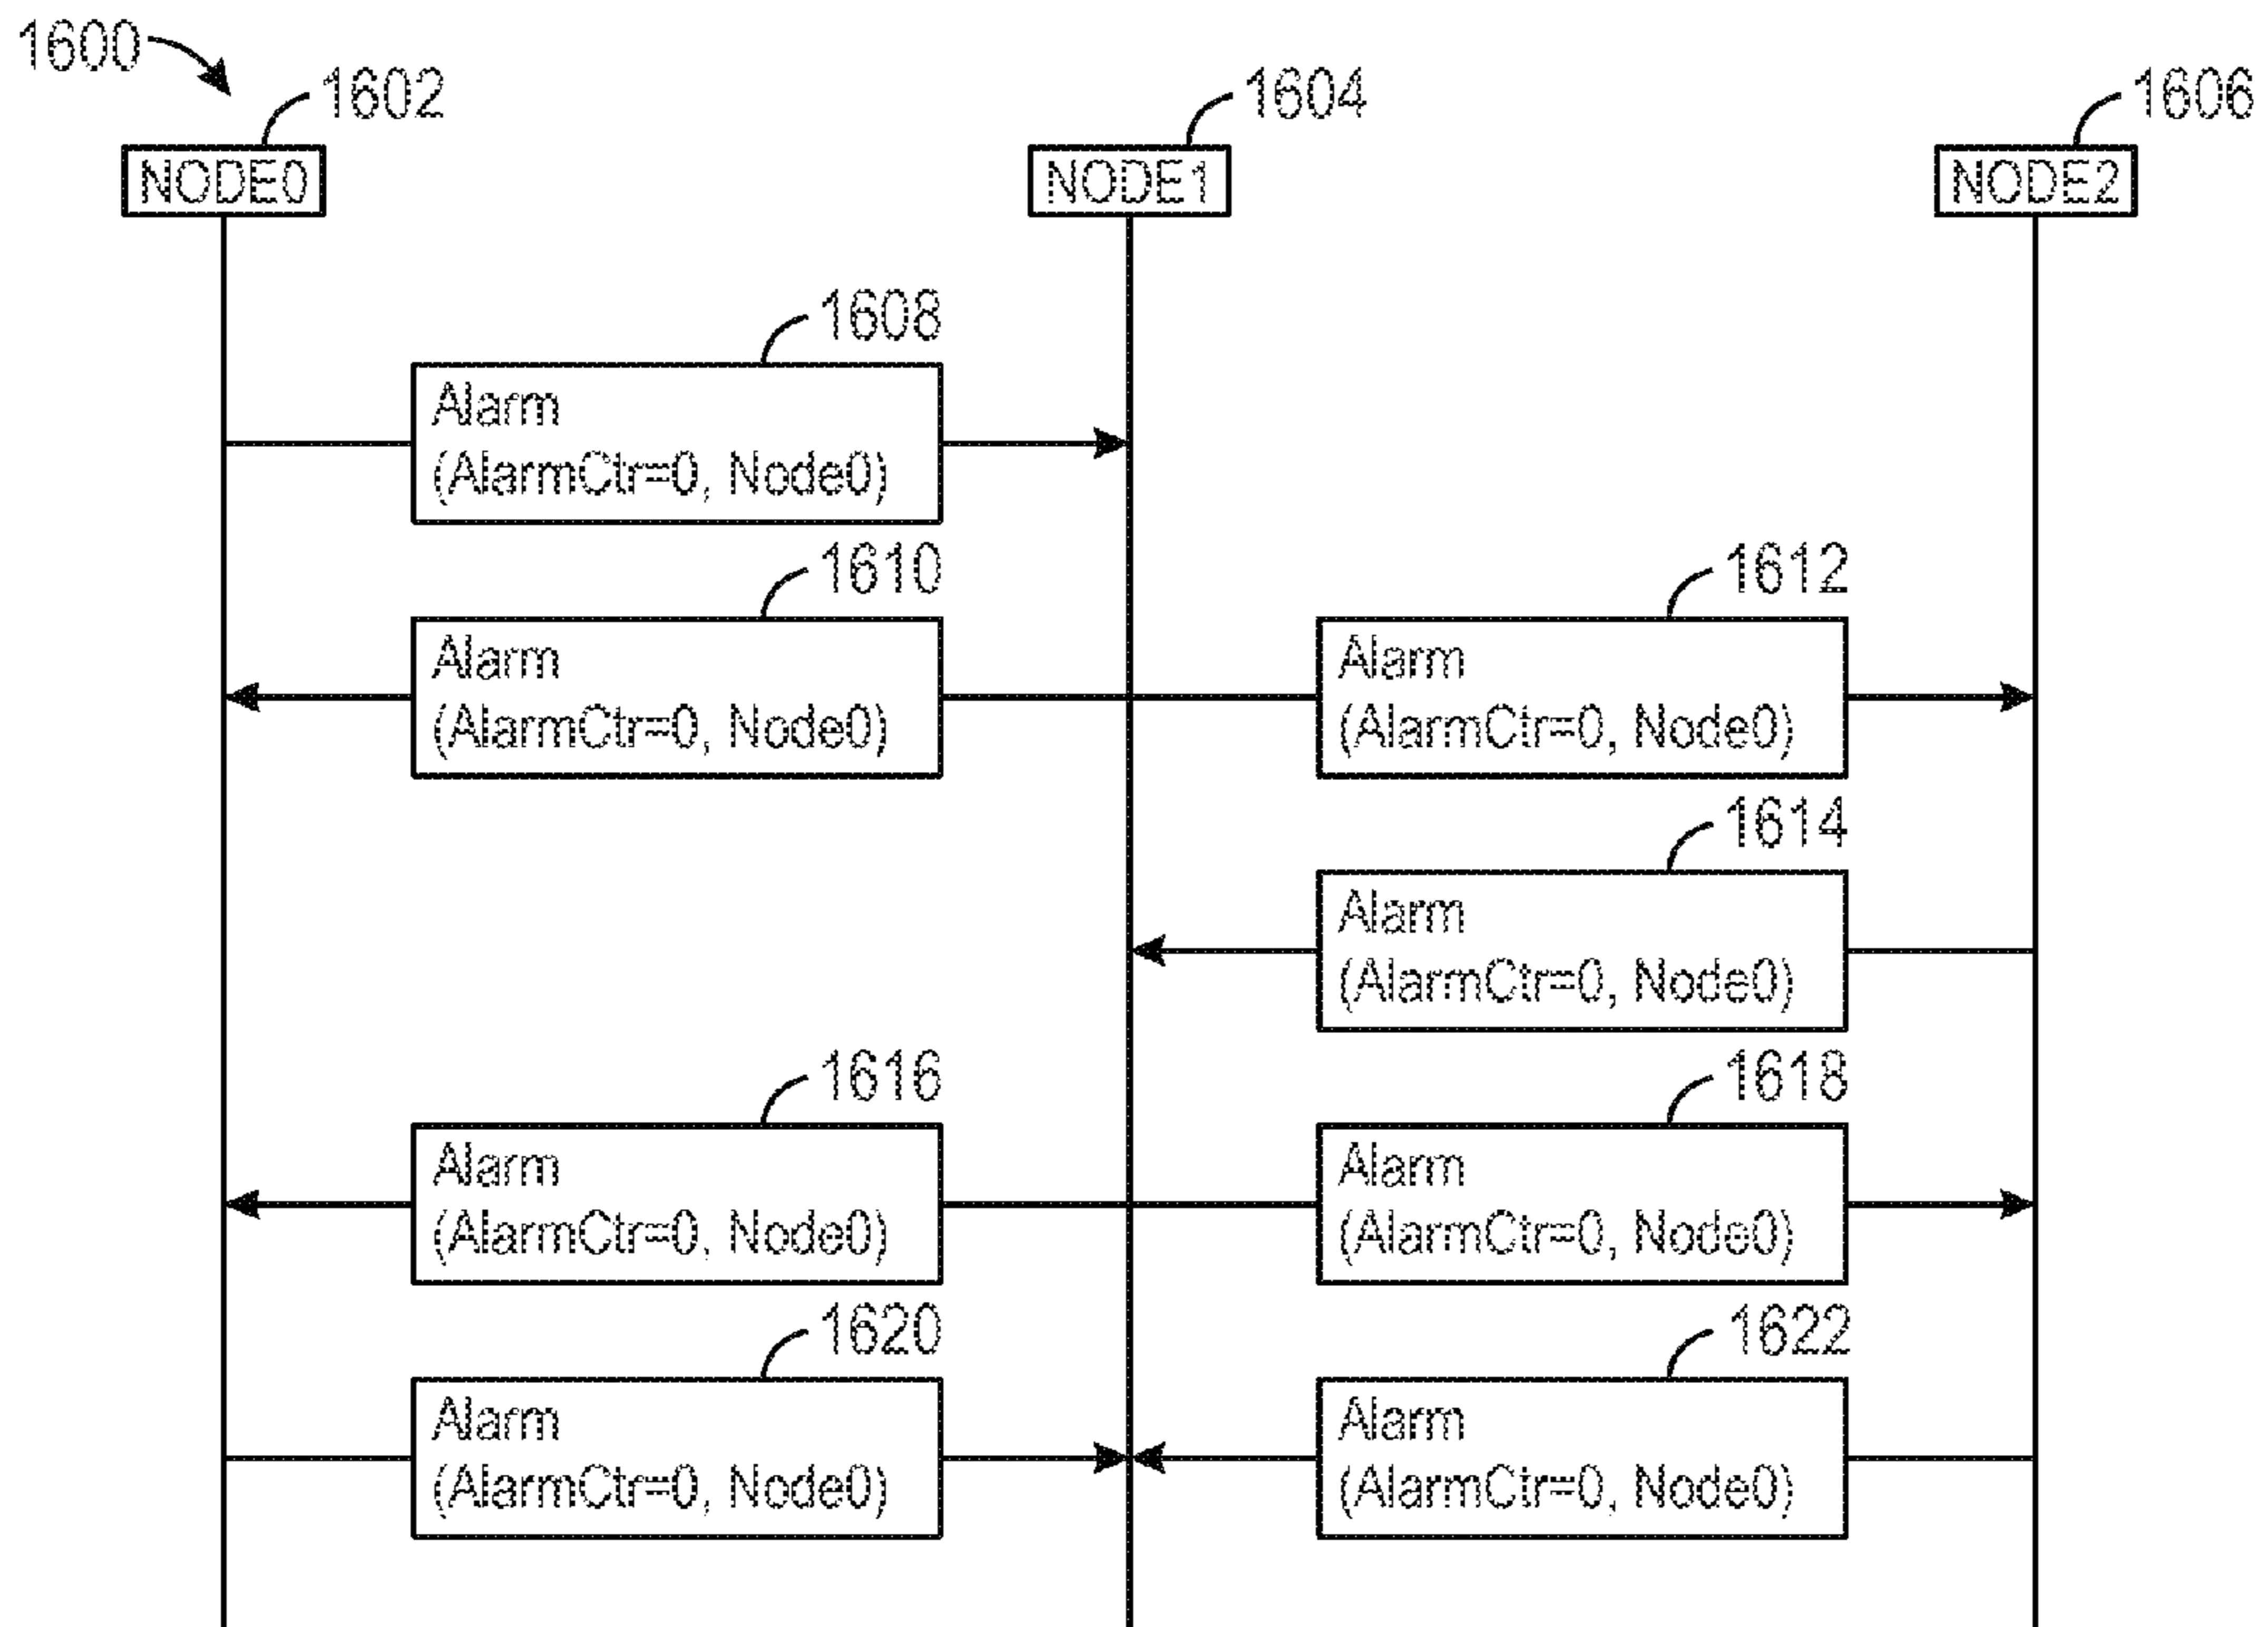 1600
1602
1604
1606
NODE0
NODE1
NODE2
1608
Alarm
(AlarmCtr=0, Node0)
1610
Alarm
(AlarmCtr=0, Node0)
1612
Alarm
(AlarmCtr=0, Node0)
1614
Alarm
(AlarmCtr=0, Node0)
1616
Alarm
(AlarmCtr=0, Node0)
1618
Alarm
(AlarmCtr=0, Node0)
1620
Alarm
(AlarmCtr=0, Node0)
1622
Alarm
(AlarmCtr=0, Node0)